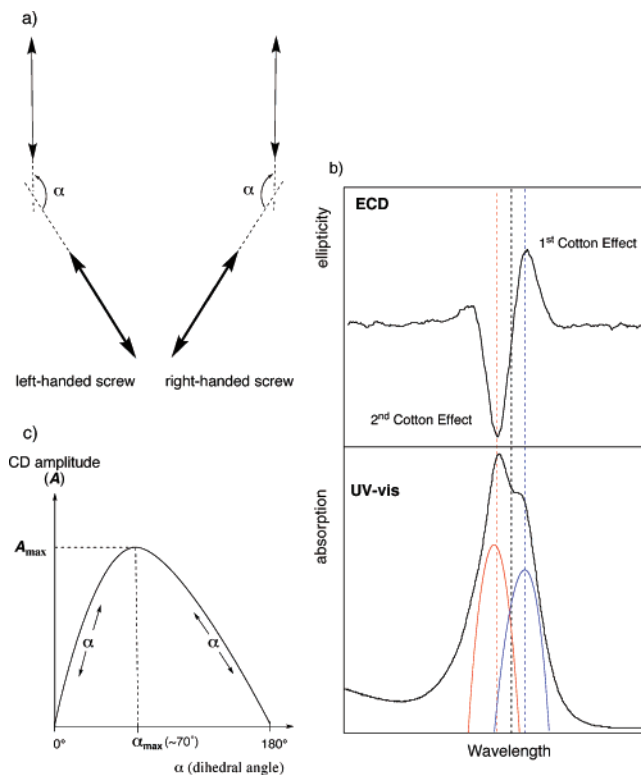 a)
α
α
left-handed screw
right-handed screw
b)
ECD
ellipticity
1st Cotton Effect
2nd Cotton Effect
UV-vis
absorption
Wavelength
c)
CD amplitude
(A)
Amax
α
α
0°
αmax (~70°)
180°
α (dihedral angle)